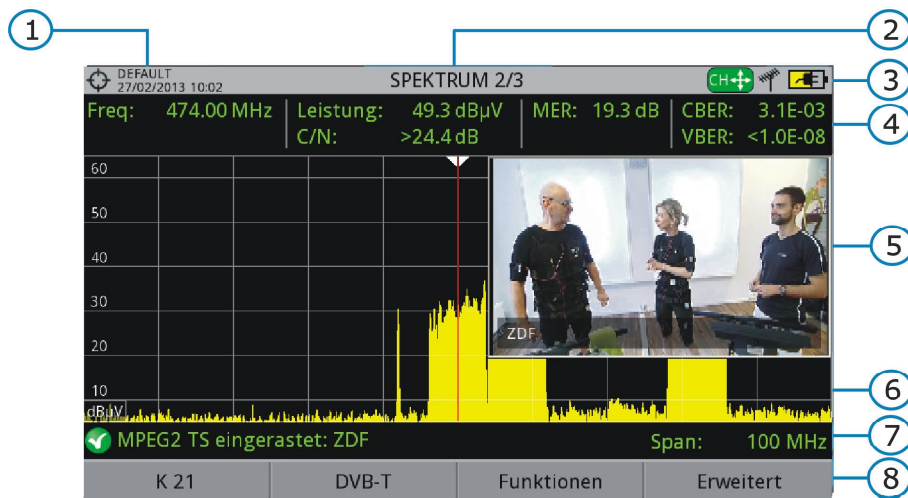 1
2
DEFAULT
27/02/2013 10:02
SPEKTRUM 2/3
CH
3
Freq: 474.00 MHz
Leistung: 49.3 dBµV
MER: 19.3 dB
CBER: 3.1E-03
C/N: >24.4 dB
VBER: <1.0E-08
4
60
50
40
30
20
10
dBµV
ZDF
5
6
MPEG2 TS eingerastet: ZDF
Span: 100 MHz
7
K 21
DVB-T
Funktionen
Erweitert
8